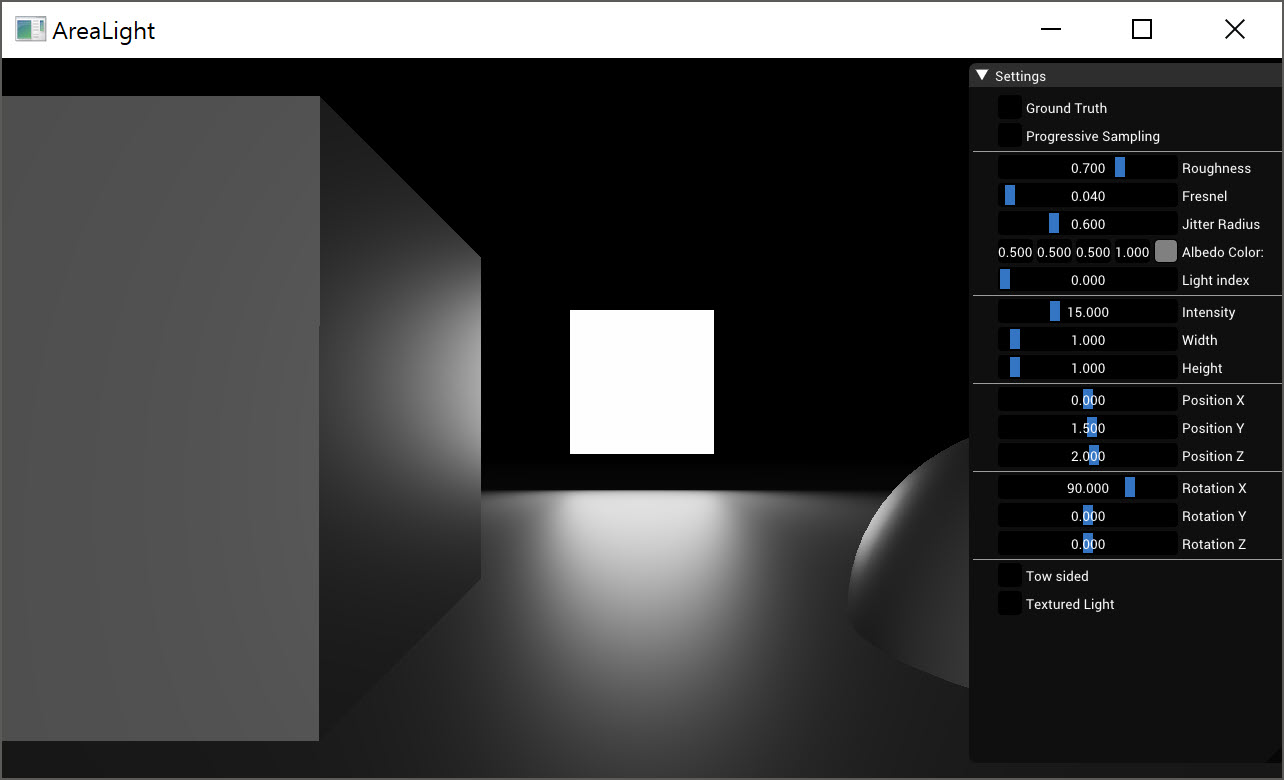 AreaLight
Settings
Ground Truth
Progressive Sampling
0.700 Roughness
0.040 Fresnel
0.600 Jitter Radius
0.500 0.500 0.500 1.000 Albedo Color:
0.000 Light index
15.000 Intensity
1.000 Width
1.000 Height
0.000 Position X
1.500 Position Y
2.000 Position Z
90.000 Rotation X
0.000 Rotation Y
0.000 Rotation Z
Tow sided
Textured Light